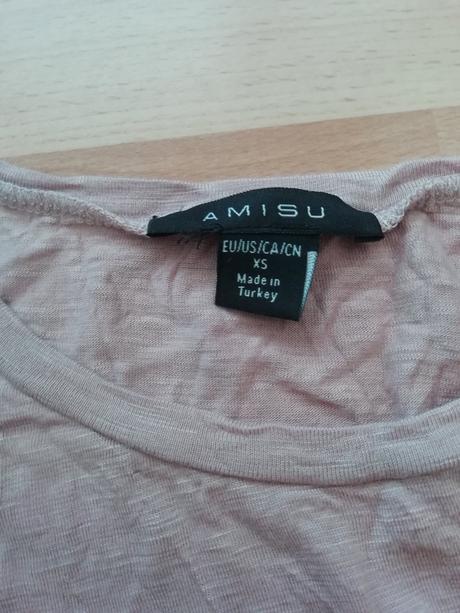 AMISU
EU/US/CA/CN
XS
Made in
Turkey